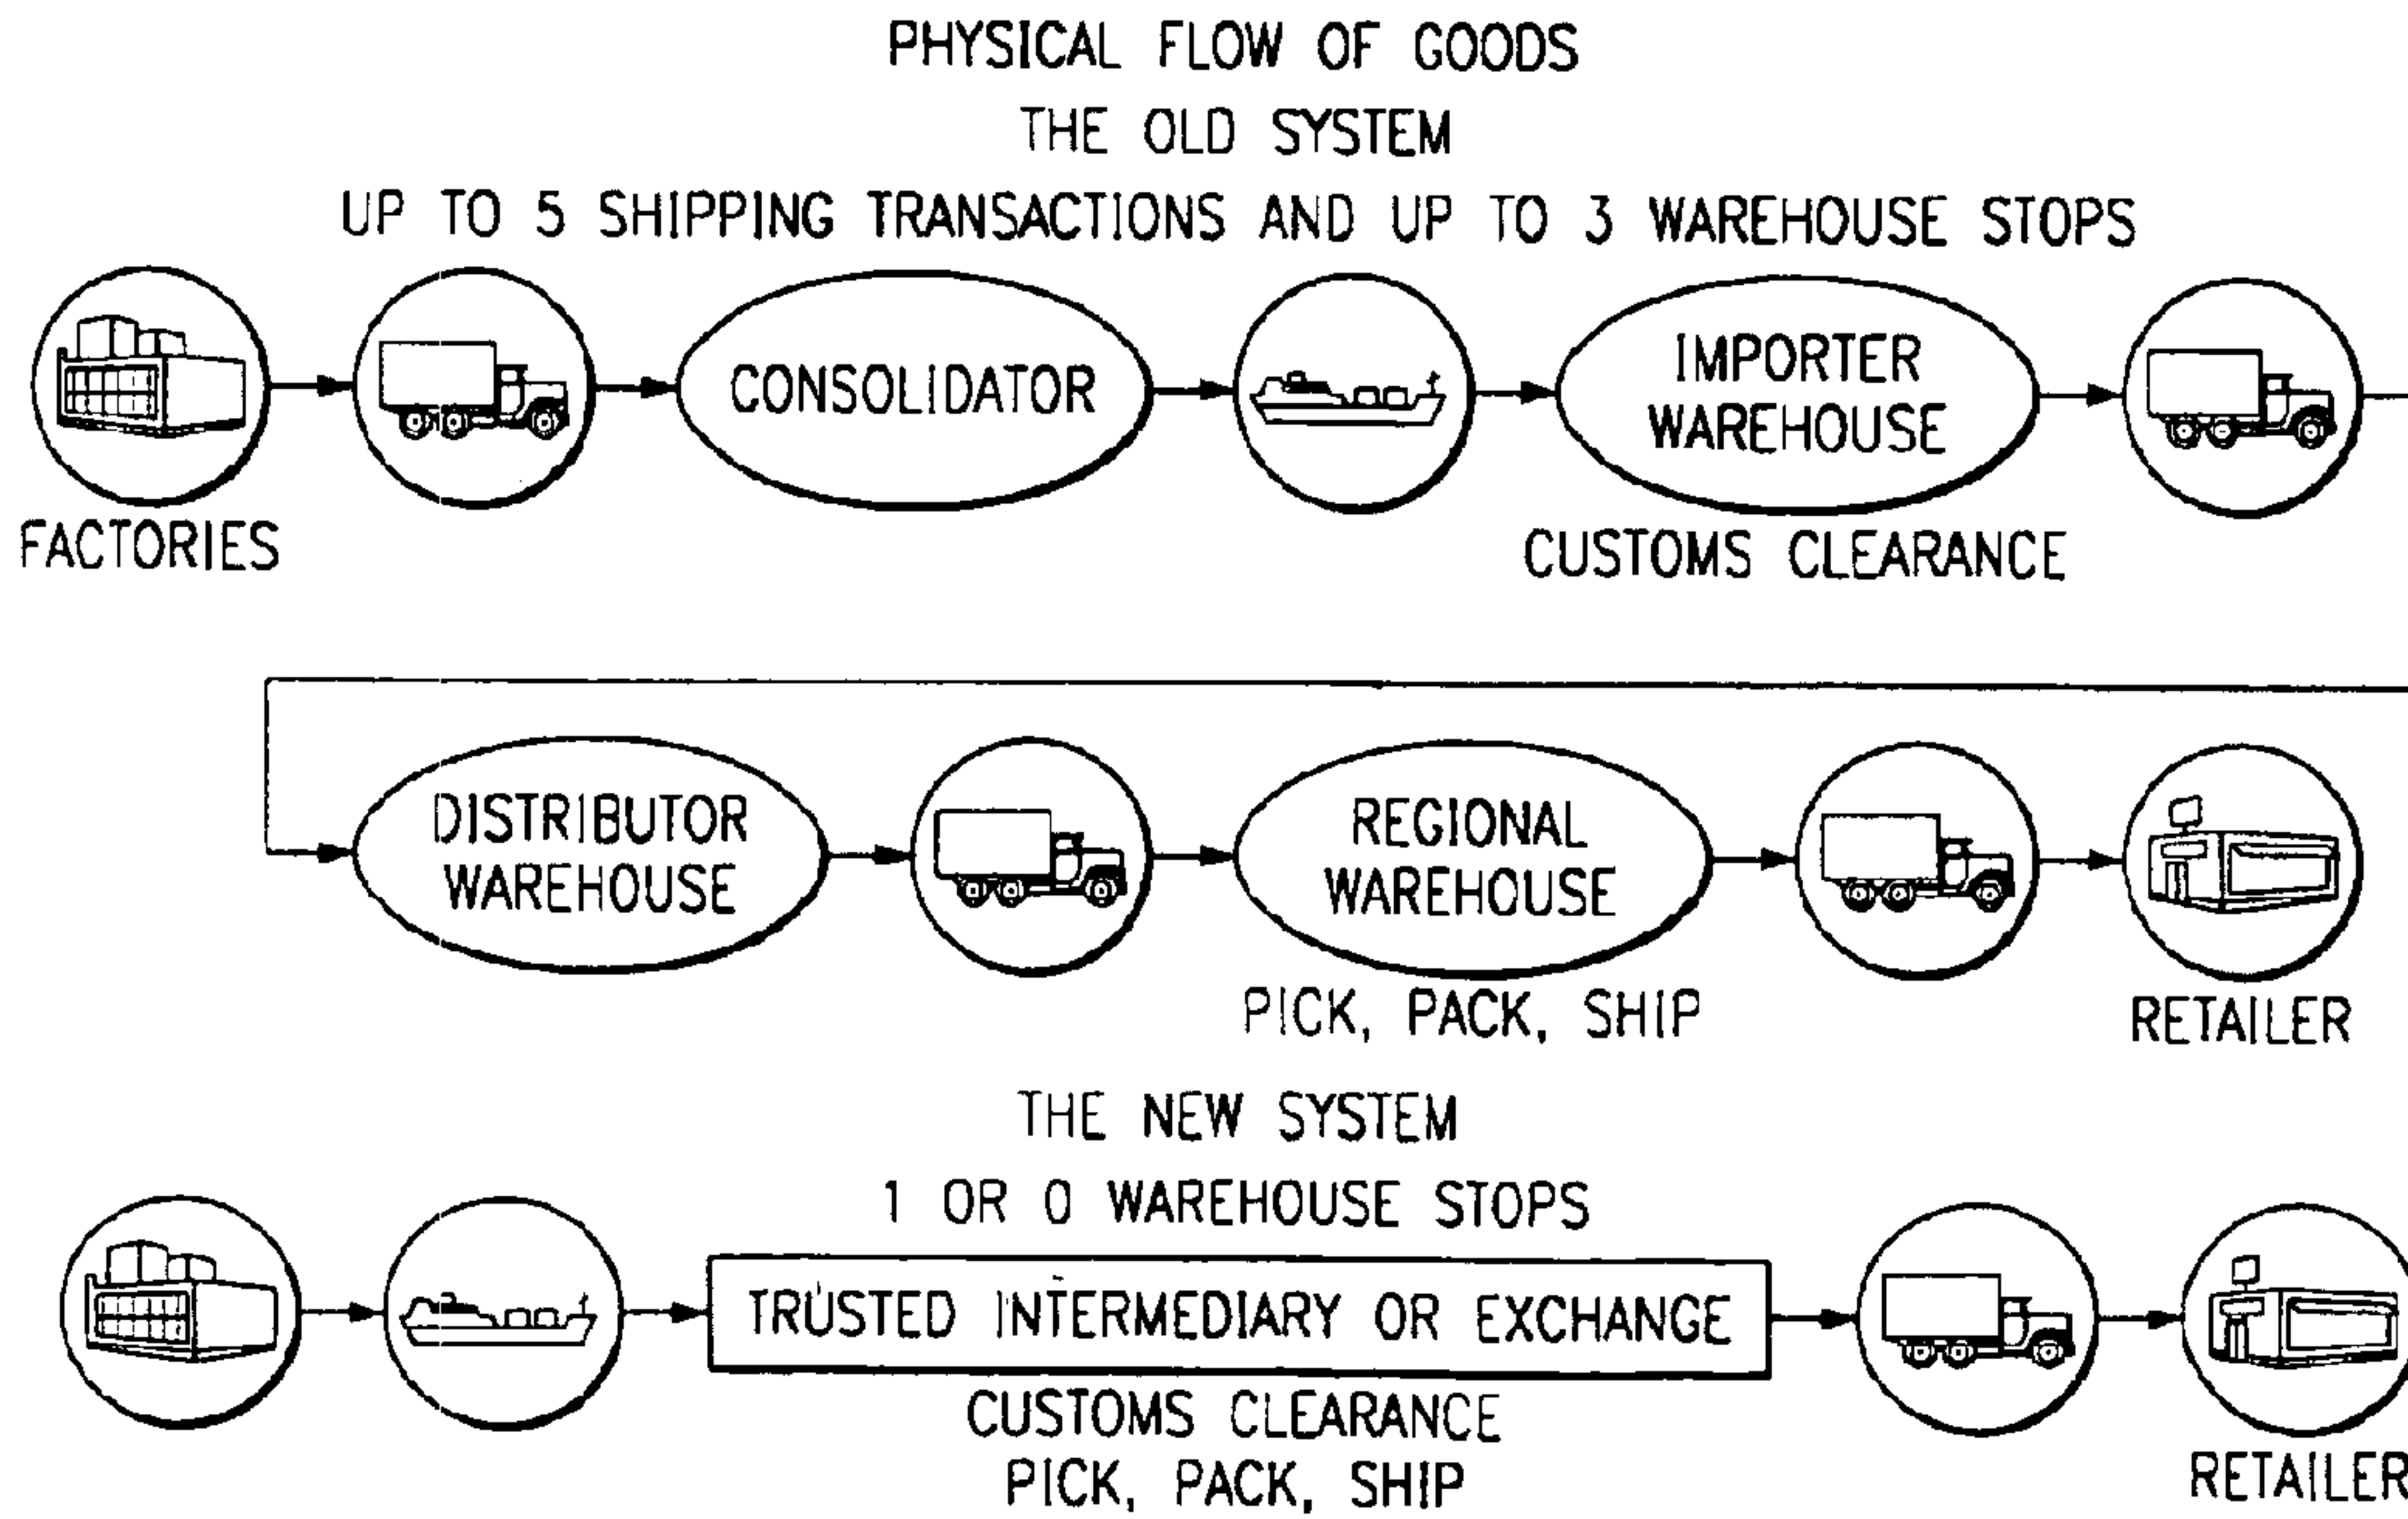 PHYSICAL FLOW OF GOODS
THE OLD SYSTEM
UP TO 5 SHIPPING TRANSACTIONS AND UP TO 3 WAREHOUSE STOPS
CONSOLIDATOR
IMPORTER
WAREHOUSE
FACTORIES
CUSTOMS CLEARANCE
DISTRIBUTOR
WAREHOUSE
REGIONAL
WAREHOUSE
PICK, PACK, SHIP
RETAILER
THE NEW SYSTEM
1 OR 0 WAREHOUSE STOPS
TRUSTED INTERMEDIARY OR EXCHANGE
CUSTOMS CLEARANCE
PICK, PACK, SHIP
RETAILER